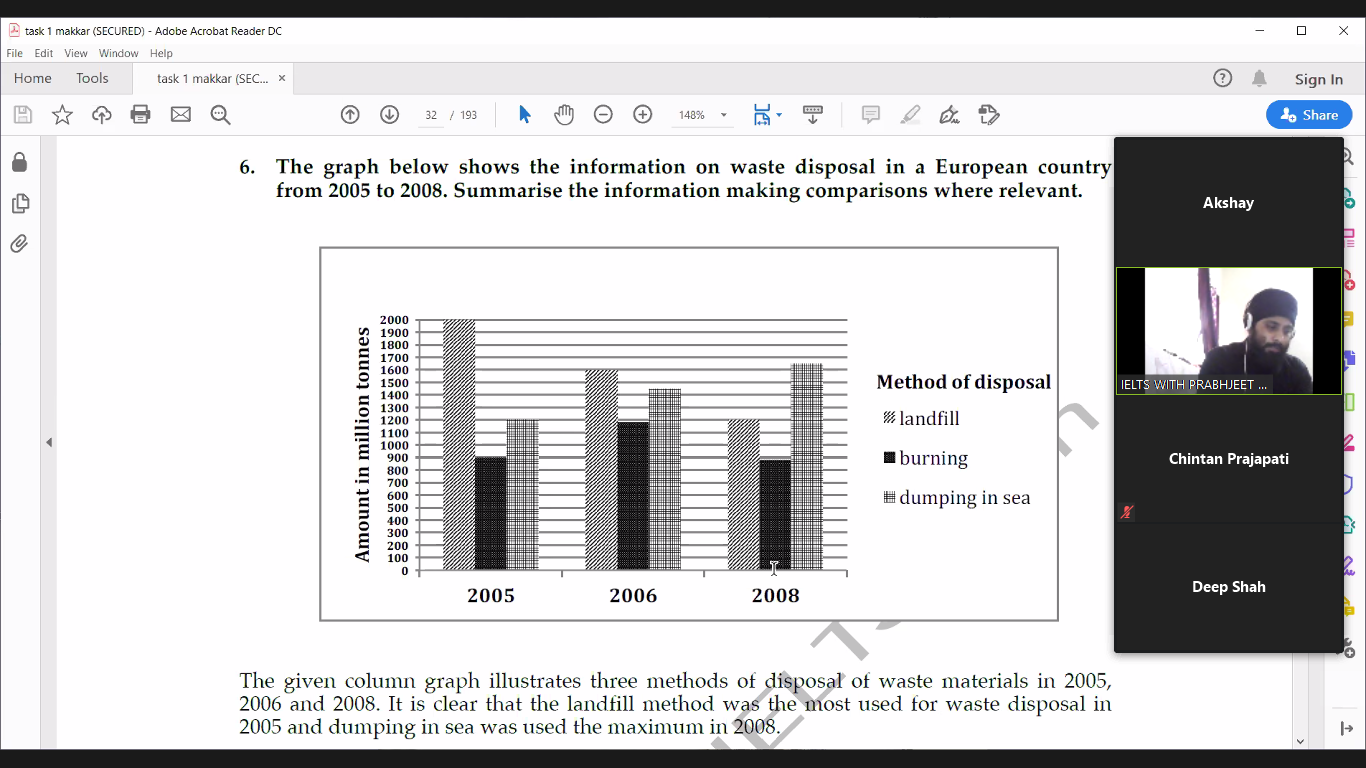 task 1 makkar (SECURED) - Adobe Acrobat Reader DC
File Edit View Window Help
Home Tools task 1 makkar (SEC... × Sign In
32 / 193 148% Share
6. The graph below shows the information on waste disposal in a European country
from 2005 to 2008. Summarise the information making comparisons where relevant.
Amount in million tonnes
2000
1900
1800
1700
1600
1500
1400
1300
1200
1100
1000
900
800
700
600
500
400
300
200
100
0
2005 2006 2008
Method of disposal
landfill
burning
dumping in sea
The given column graph illustrates three methods of disposal of waste materials in 2005,
2006 and 2008. It is clear that the landfill method was the most used for waste disposal in
2005 and dumping in sea was used the maximum in 2008.
Akshay
IELTS WITH PRABHJEET ...
Chintan Prajapati
Deep Shah